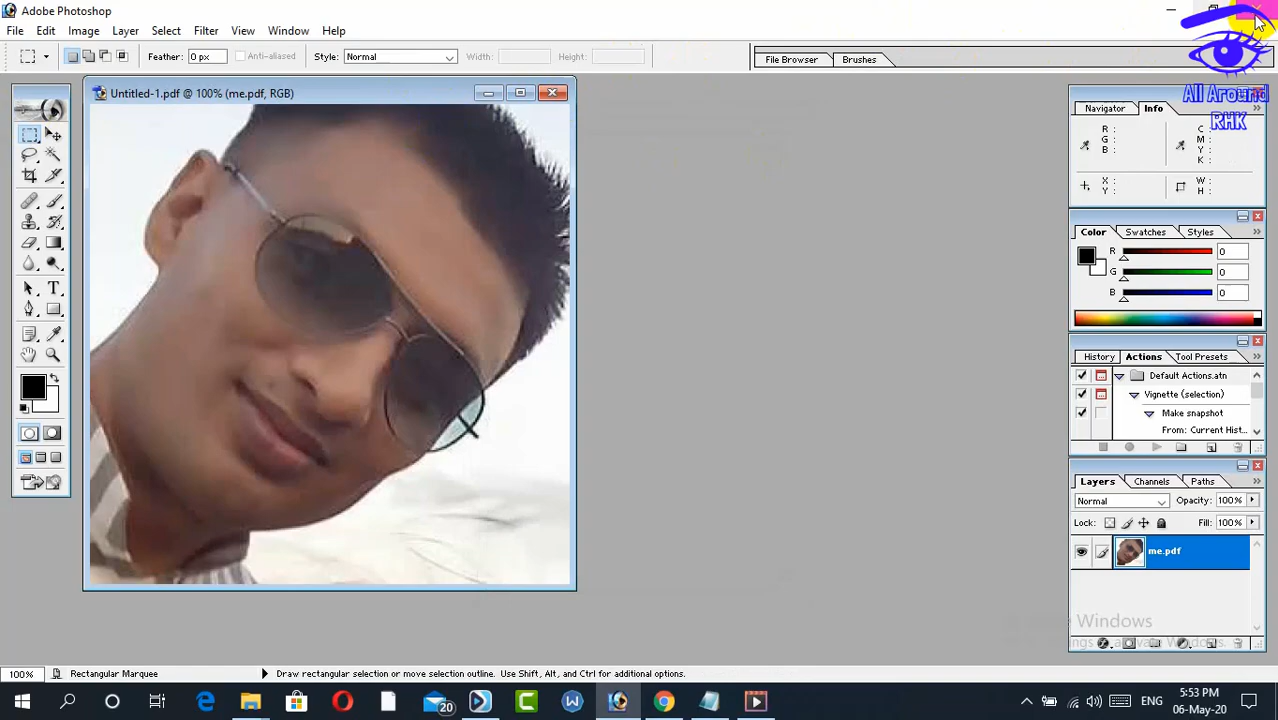 Adobe Photoshop
File Edit Image Layer Select Filter View Window Help
Feather: 0 px Anti-aliased Style: Normal Width: Height: File Browser Brushes
All Around
RHK
Untitled-1.pdf @ 100% (me.pdf, RGB)
Navigator Info
R : C :
G : M :
B : Y :
K :
X : W :
Y : H :
Color Swatches Styles
R 0
G 0
B 0
History Actions Tool Presets
Default Actions.atn
Vignette (selection)
Make snapshot
From: Current Hist...
Layers Channels Paths
Normal Opacity: 100%
Lock: Fill: 100%
me.pdf
Windows
100% Rectangular Marquee Draw rectangular selection or move selection outline. Use Shift, Alt, and Ctrl for additional options.
20 ENG 5:53 PM
06-May-20